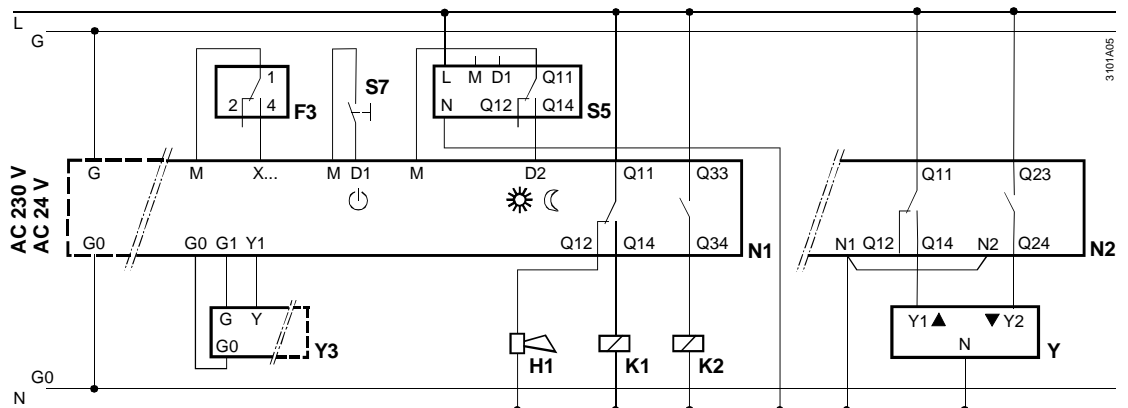 L
G
3101A05
1
2 4
F3
S7
L M D1 Q11
N Q12 Q14
S5
AC 230 V
AC 24 V
G M X... M D1 M D2 Q11 Q33
G0 G0 G1 Y1 Q12 Q14 Q34
N1
Q11 Q23
N1 Q12 Q14 N2 Q24
N2
G Y
G0
Y3
H1
K1
K2
Y1 ▲ ▼ Y2
N
Y
G0
N